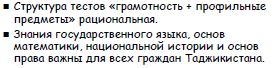 ▪ Структура тестов «грамотность + профильные
предметы» рациональная.
▪ Знания государственного языка, основ
математики, национальной истории и основ
права важны для всех граждан Таджикистана.